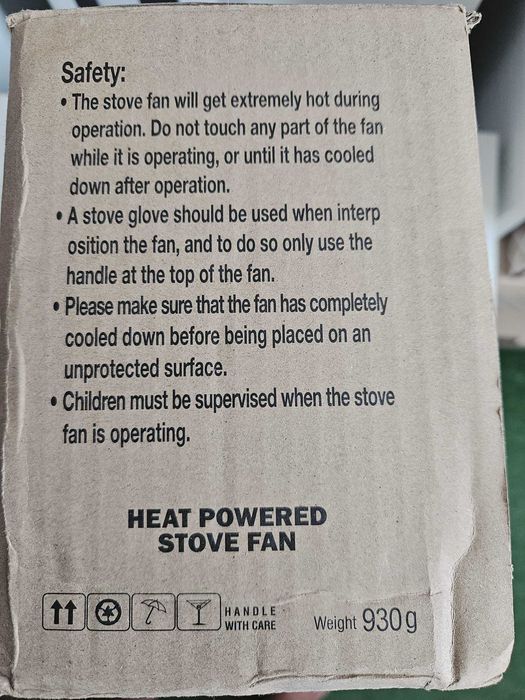 Safety:
• The stove fan will get extremely hot during
operation. Do not touch any part of the fan
while it is operating, or until it has cooled
down after operation.
• A stove glove should be used when interp
osition the fan, and to do so only use the
handle at the top of the fan.
• Please make sure that the fan has completely
cooled down before being placed on an
unprotected surface.
• Children must be supervised when the stove
fan is operating.
HEAT POWERED
STOVE FAN
HANDLE
WITH CARE
Weight 930g